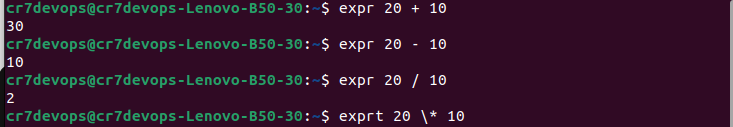 cr7devops@cr7devops-Lenovo-B50-30:~$ expr 20 + 10
30
cr7devops@cr7devops-Lenovo-B50-30:~$ expr 20 - 10
10
cr7devops@cr7devops-Lenovo-B50-30:~$ expr 20 / 10
2
cr7devops@cr7devops-Lenovo-B50-30:~$ exprt 20 \* 10